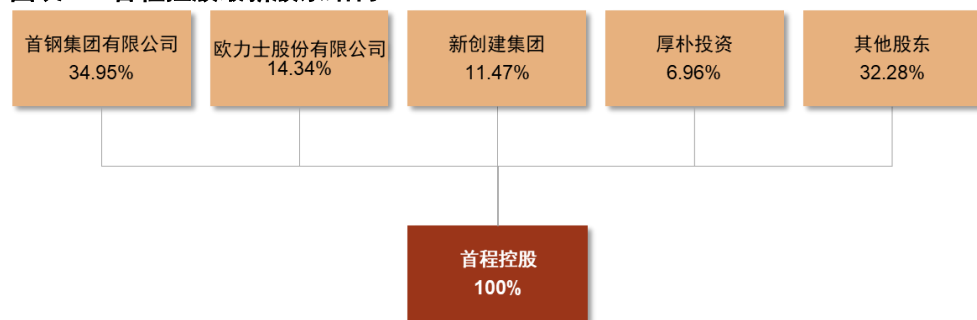 首钢集团有限公司
34.95%
欧力士股份有限公司
14.34%
新创建集团
11.47%
厚朴投资
6.96%
其他股东
32.28%
首程控股
100%